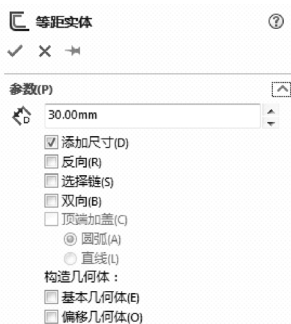 等距实体
参数(P)
30.00mm
添加尺寸(D)
反向(R)
选择链(S)
双向(B)
顶端加盖(C)
圆弧(A)
直线(L)
构造几何体：
基本几何体(E)
偏移几何体(O)